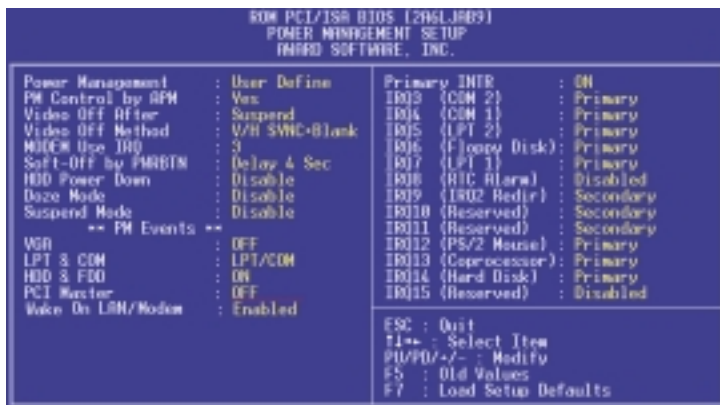 ROM PCI/ISA BIOS [2A6LJAB9]
POWER MANAGEMENT SETUP
AWARD SOFTWARE, INC.
Power Management : User Define
PM Control by APM : Yes
Video Off After : Suspend
Video Off Method : V/H SYNC+Blank
MODEM Use IRQ : 3
Soft-Off by PWRBTN : Delay 4 Sec
HDD Power Down : Disable
Doze Mode : Disable
Suspend Mode : Disable
** PM Events **
VGA : OFF
LPT & COM : LPT/COM
HDD & FDD : ON
PCI Master : OFF
Wake On LAN/Modem : Enabled
Primary INTR : ON
IRQ3 (COM 2) : Primary
IRQ4 (COM 1) : Primary
IRQ5 (LPT 2) : Primary
IRQ6 (Floppy Disk): Primary
IRQ7 (LPT 1) : Primary
IRQ8 (RTC Alarm) : Disabled
IRQ9 (IRQ2 Redir) : Secondary
IRQ10 (Reserved) : Secondary
IRQ11 (Reserved) : Secondary
IRQ12 (PS/2 Mouse) : Primary
IRQ13 (Coprocessor): Primary
IRQ14 (Hard Disk) : Primary
IRQ15 (Reserved) : Disabled
ESC : Quit
↑↓→← : Select Item
PU/PD/+/- : Modify
F5 : Old Values
F7 : Load Setup Defaults